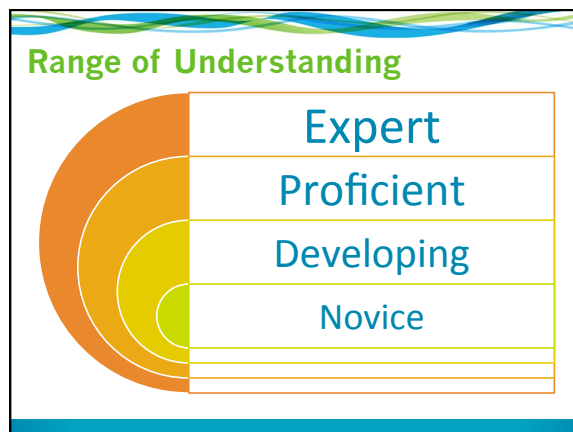 Range of Understanding
Expert
Proficient
Developing
Novice